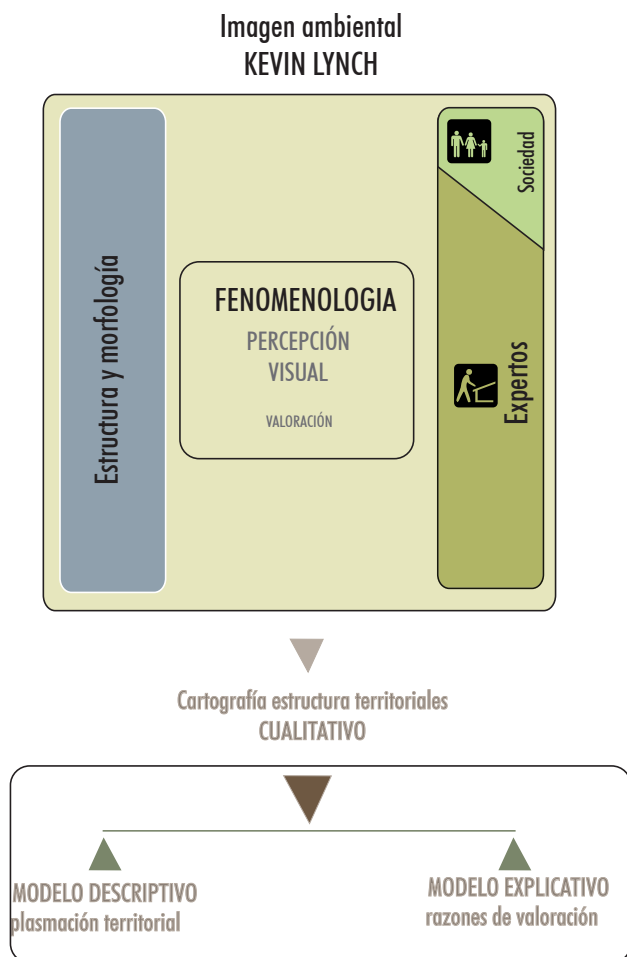 Imagen ambiental
KEVIN LYNCH
Estructura y morfología
FENOMENOLOGIA
PERCEPCIÓN
VISUAL
VALORACIÓN
Sociedad
Expertos
Cartografía estructura territoriales
CUALITATIVO
MODELO DESCRIPTIVO
plasmación territorial
MODELO EXPLICATIVO
razones de valoración